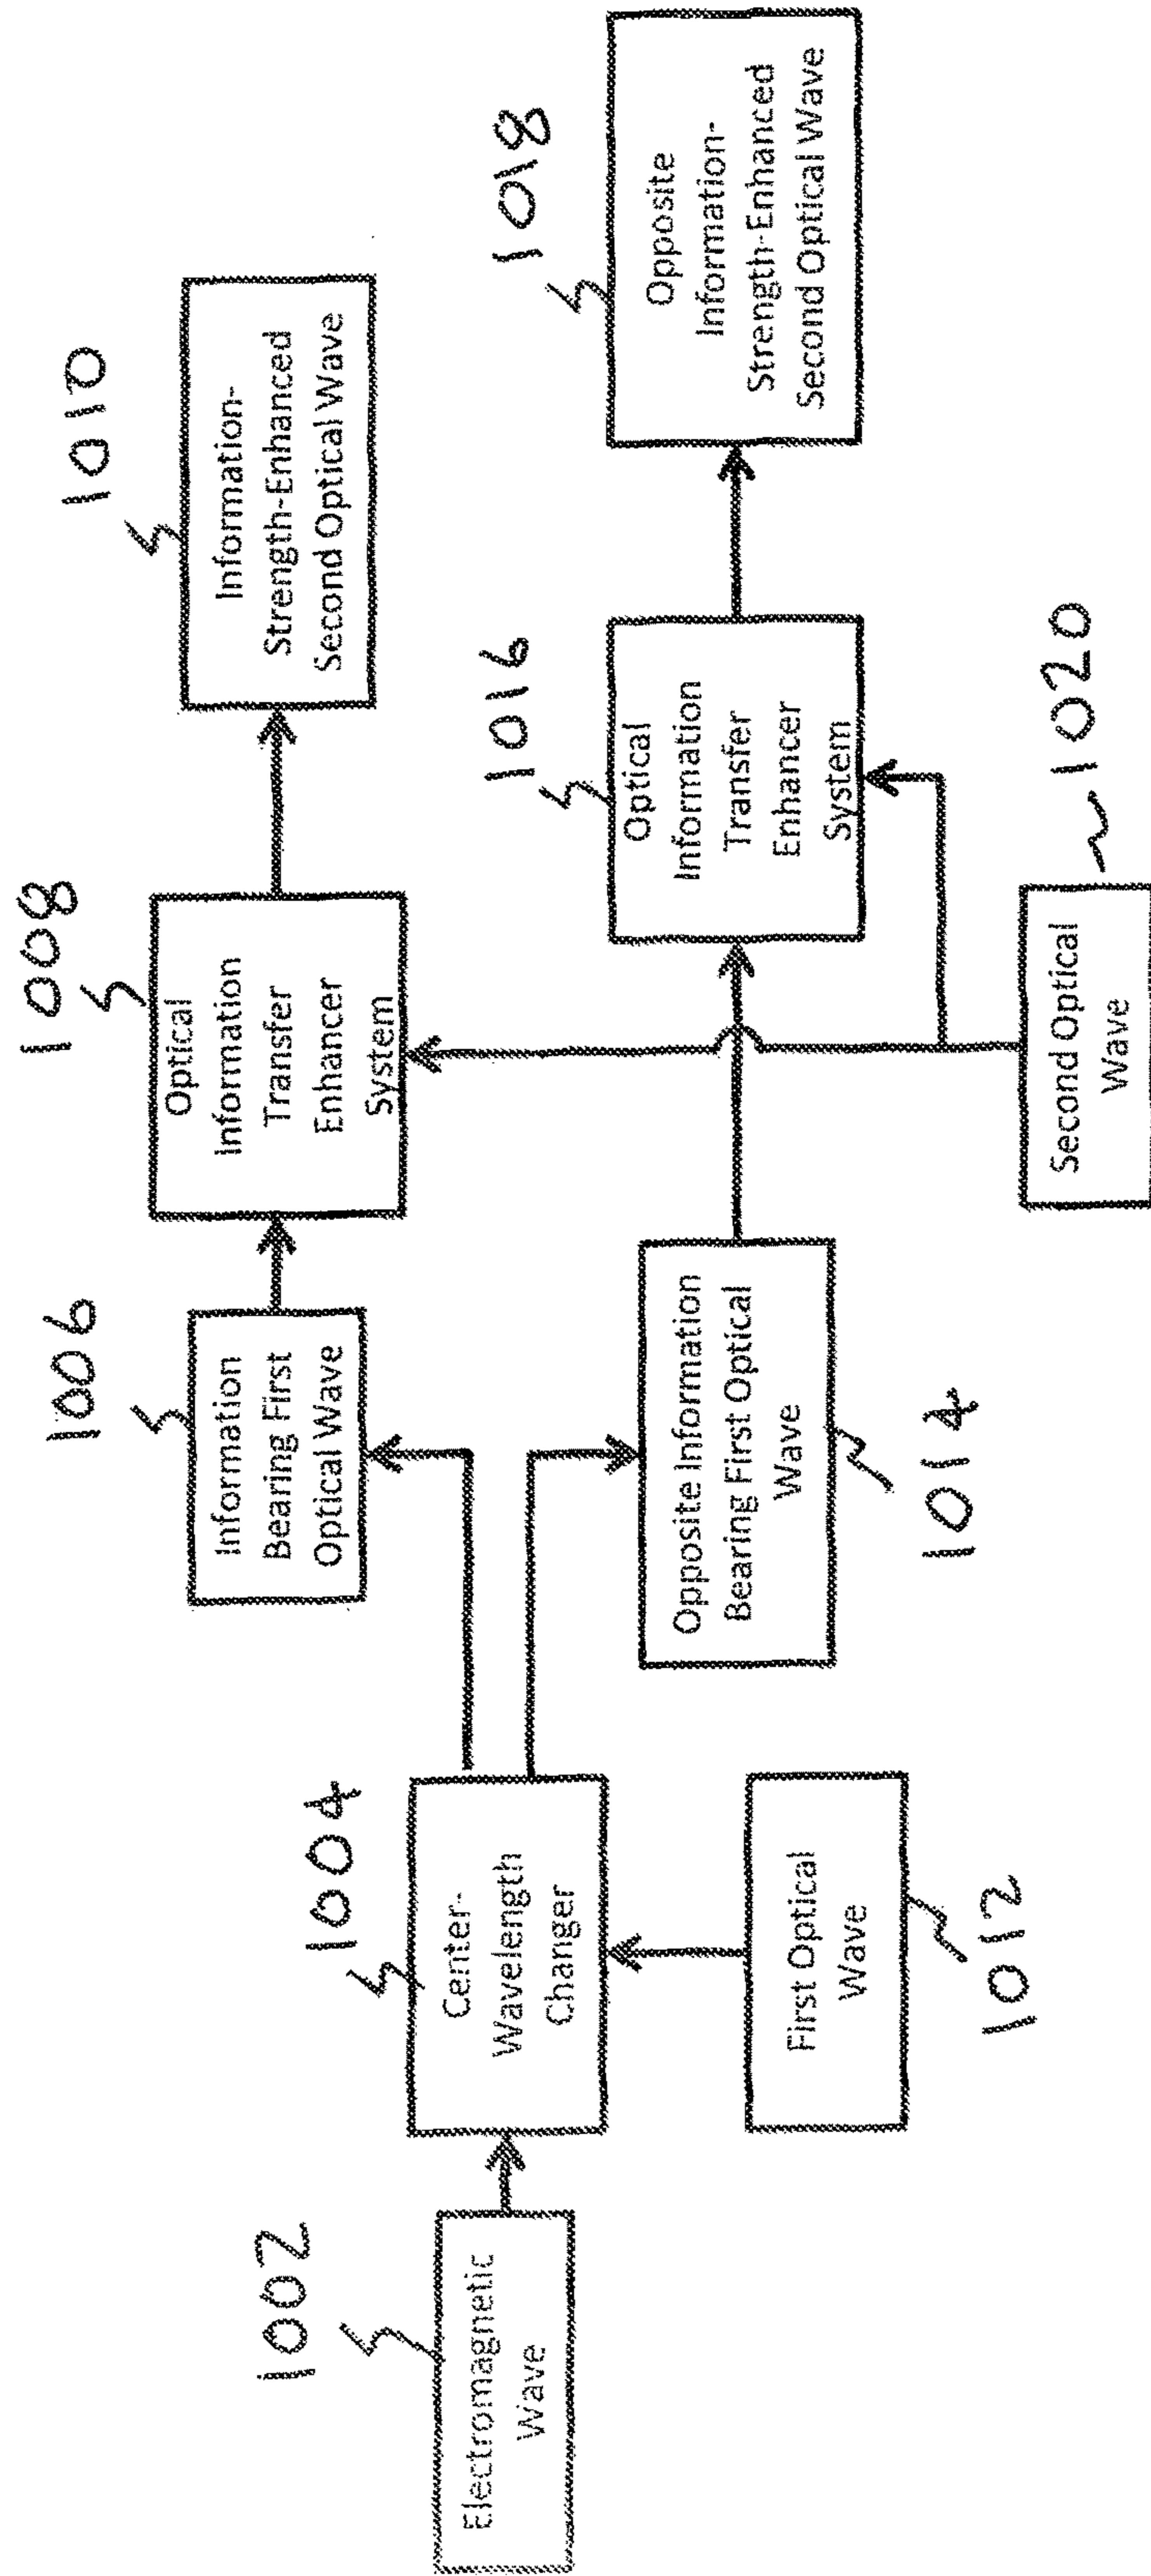 1002
Electromagnetic
Wave
1004
Center-
Wavelength
Changer
1012
First Optical
Wave
1006
Information
Bearing First
Optical Wave
1014
Opposite Information
Bearing First Optical
Wave
1008
Optical
Information
Transfer
Enhancer
System
1016
Optical
Information
Transfer
Enhancer
System
1020
Second Optical
Wave
1010
Information-
Strength-Enhanced
Second Optical Wave
1018
Opposite
Information-
Strength-Enhanced
Second Optical Wave